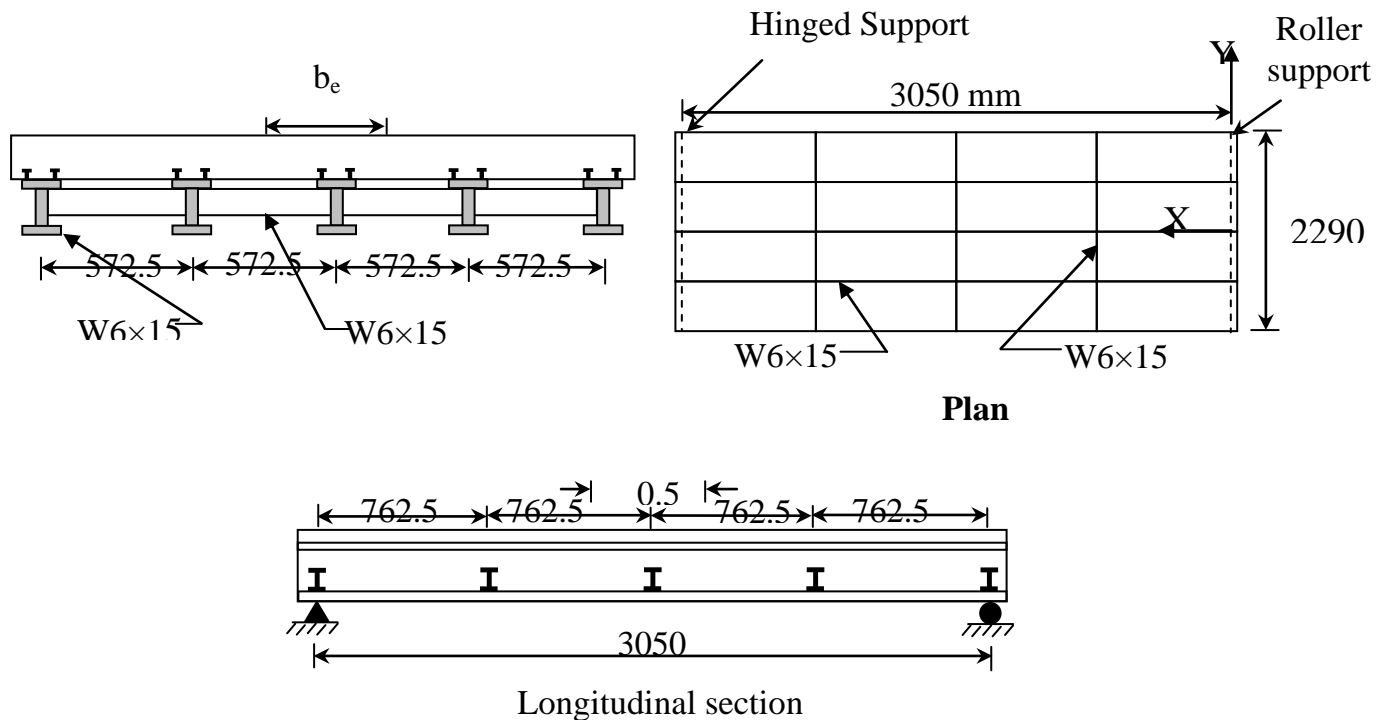 Hinged Support
Roller
support
bₑ
Y
3050 mm
X
2290
572.5 572.5 572.5 572.5
W6×15 W6×15
W6×15 W6×15
Plan
0.5
762.5 762.5 762.5 762.5
3050
Longitudinal section